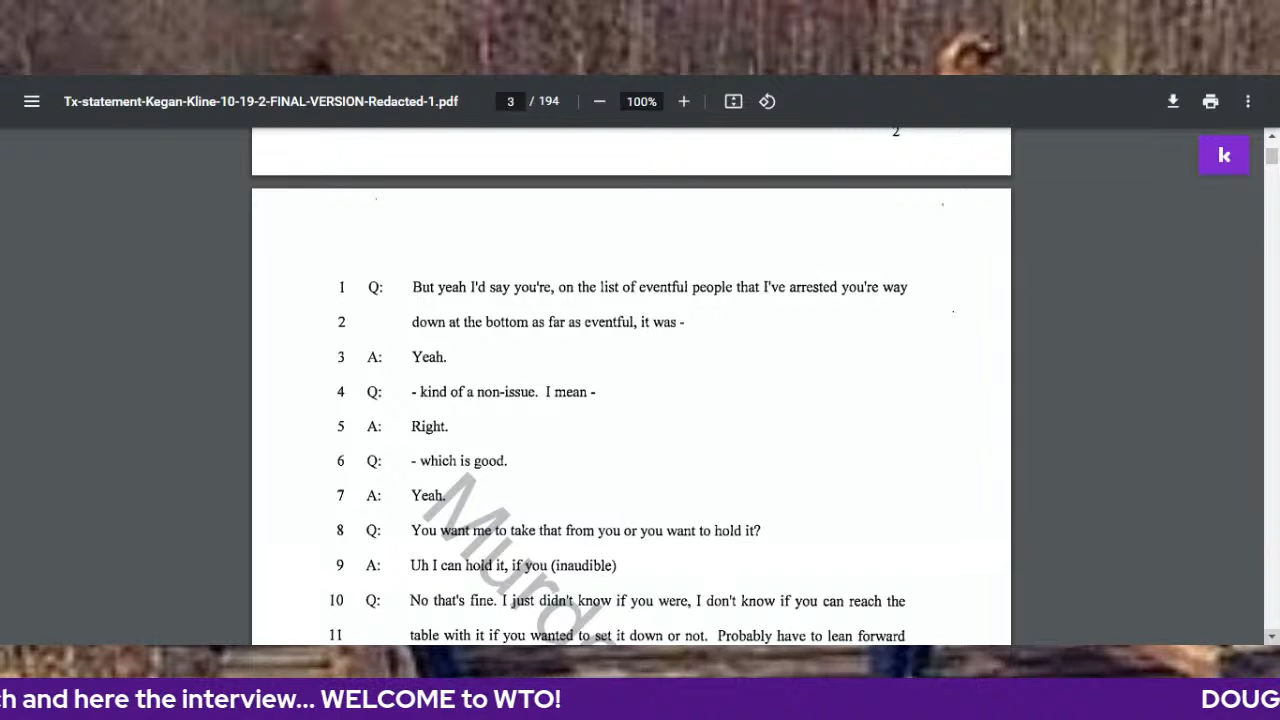 Tx-statement-Kegan-Kline-10-19-2-FINAL-VERSION-Redacted-1.pdf 3 / 194 100%
2
k
1 Q: But yeah I'd say you're, on the list of eventful people that I've arrested you're way
2 down at the bottom as far as eventful, it was -
3 A: Yeah.
4 Q: - kind of a non-issue. I mean -
5 A: Right.
6 Q: - which is good.
7 A: Yeah.
8 Q: You want me to take that from you or you want to hold it?
9 A: Uh I can hold it, if you (inaudible)
10 Q: No that's fine. I just didn't know if you were, I don't know if you can reach the
11 table with it if you wanted to set it down or not. Probably have to lean forward
Murd
ch and here the interview... WELCOME to WTO! DOUG